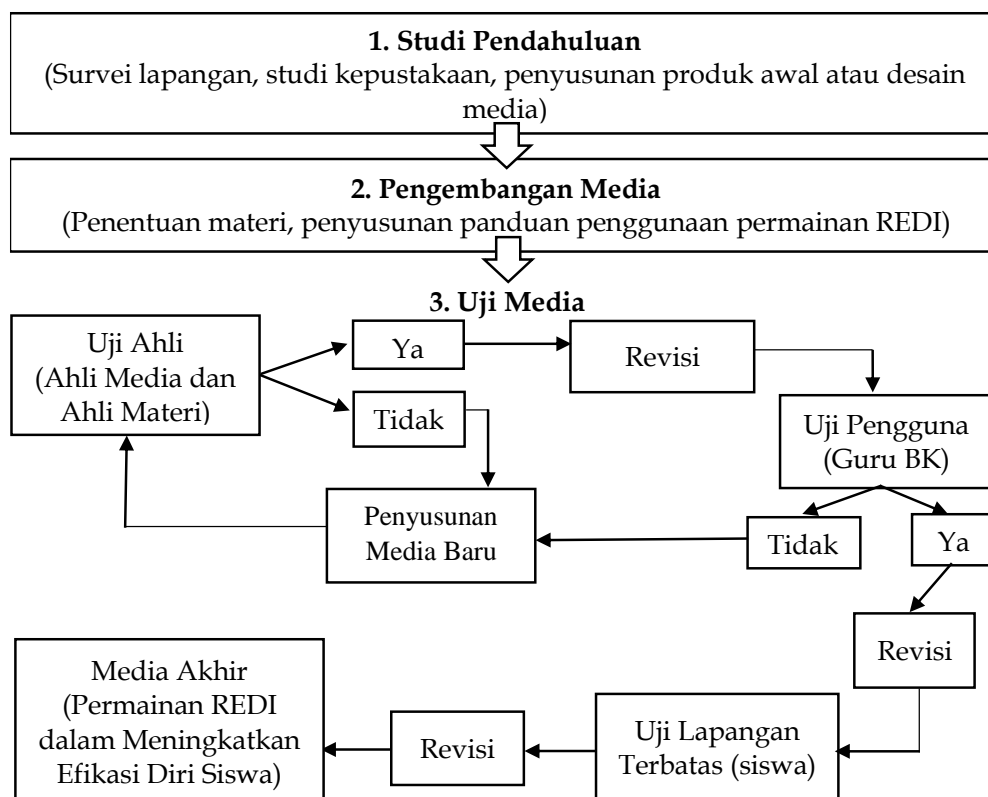 1. Studi Pendahuluan
(Survei lapangan, studi kepustakaan, penyusunan produk awal atau desain
media)
2. Pengembangan Media
(Penentuan materi, penyusunan panduan penggunaan permainan REDI)
3. Uji Media
Uji Ahli
(Ahli Media dan
Ahli Materi)
Ya
Tidak
Revisi
Uji Pengguna
(Guru BK)
Tidak
Ya
Penyusunan
Media Baru
Revisi
Uji Lapangan
Terbatas (siswa)
Revisi
Media Akhir
(Permainan REDI
dalam Meningkatkan
Efikasi Diri Siswa)